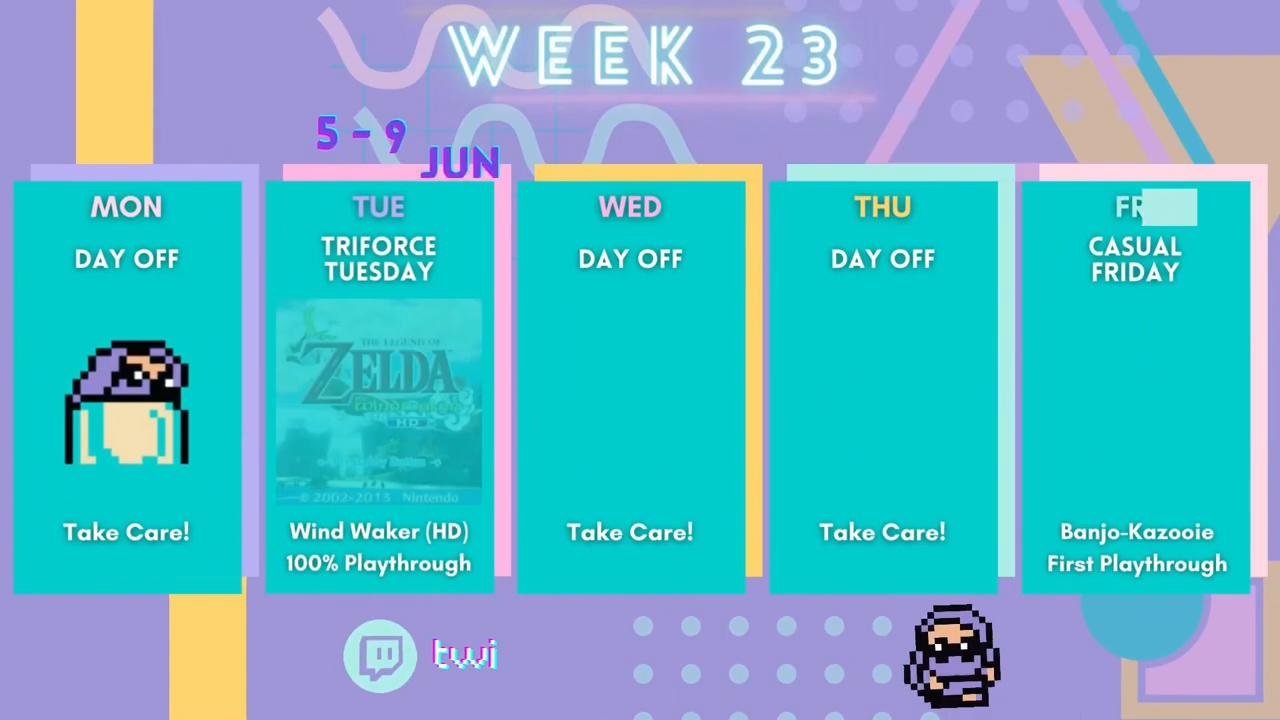 WEEK 23
5 - 9
JUN
MON
DAY OFF
Take Care!
TUE
TRIFORCE
TUESDAY
THE LEGEND OF
ZELDA
HD
© 2002-2013 Nintendo
Wind Waker (HD)
100% Playthrough
WED
DAY OFF
Take Care!
THU
DAY OFF
Take Care!
FR
CASUAL
FRIDAY
Banjo-Kazooie
First Playthrough
twi